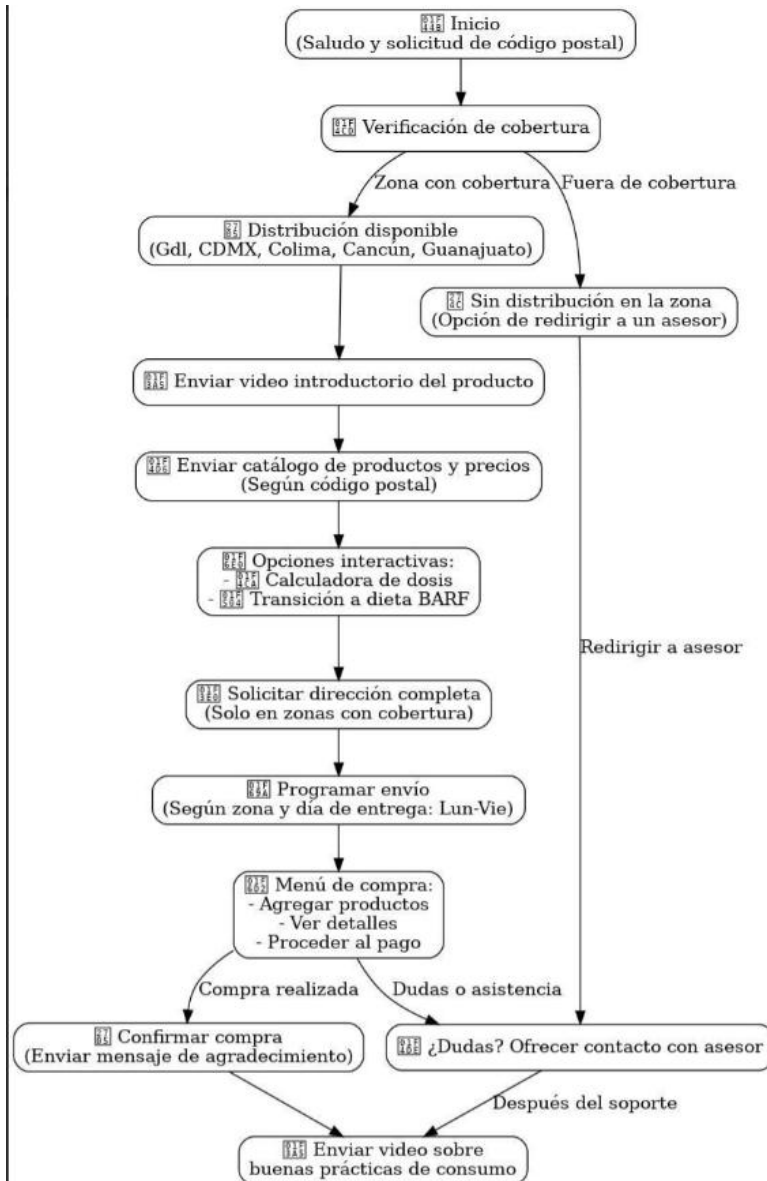 Inicio
(Saludo y solicitud de código postal)
Verificación de cobertura
Zona con cobertura
Fuera de cobertura
Distribución disponible
(Gdl, CDMX, Colima, Cancún, Guanajuato)
Sin distribución en la zona
(Opción de redirigir a un asesor)
Enviar video introductorio del producto
Enviar catálogo de productos y precios
(Según código postal)
Opciones interactivas:
- Calculadora de dosis
- Transición a dieta BARF
Redirigir a asesor
Solicitar dirección completa
(Solo en zonas con cobertura)
Programar envío
(Según zona y día de entrega: Lun-Vie)
Menú de compra:
- Agregar productos
- Ver detalles
- Proceder al pago
Compra realizada
Dudas o asistencia
Confirmar compra
(Enviar mensaje de agradecimiento)
¿Dudas? Ofrecer contacto con asesor
Después del soporte
Enviar video sobre
buenas prácticas de consumo